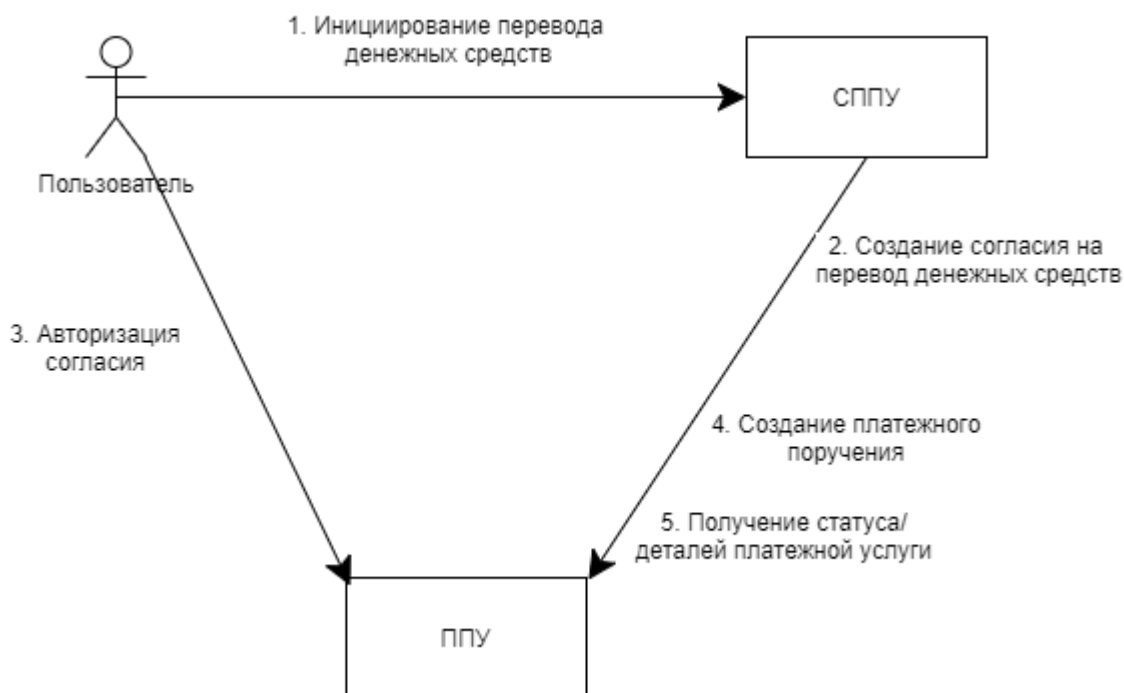 1. Инициирование перевода
денежных средств
СППУ
Пользователь
2. Создание согласия на
перевод денежных средств
3. Авторизация
согласия
4. Создание платежного
поручения
5. Получение статуса/
деталей платежной услуги
ППУ